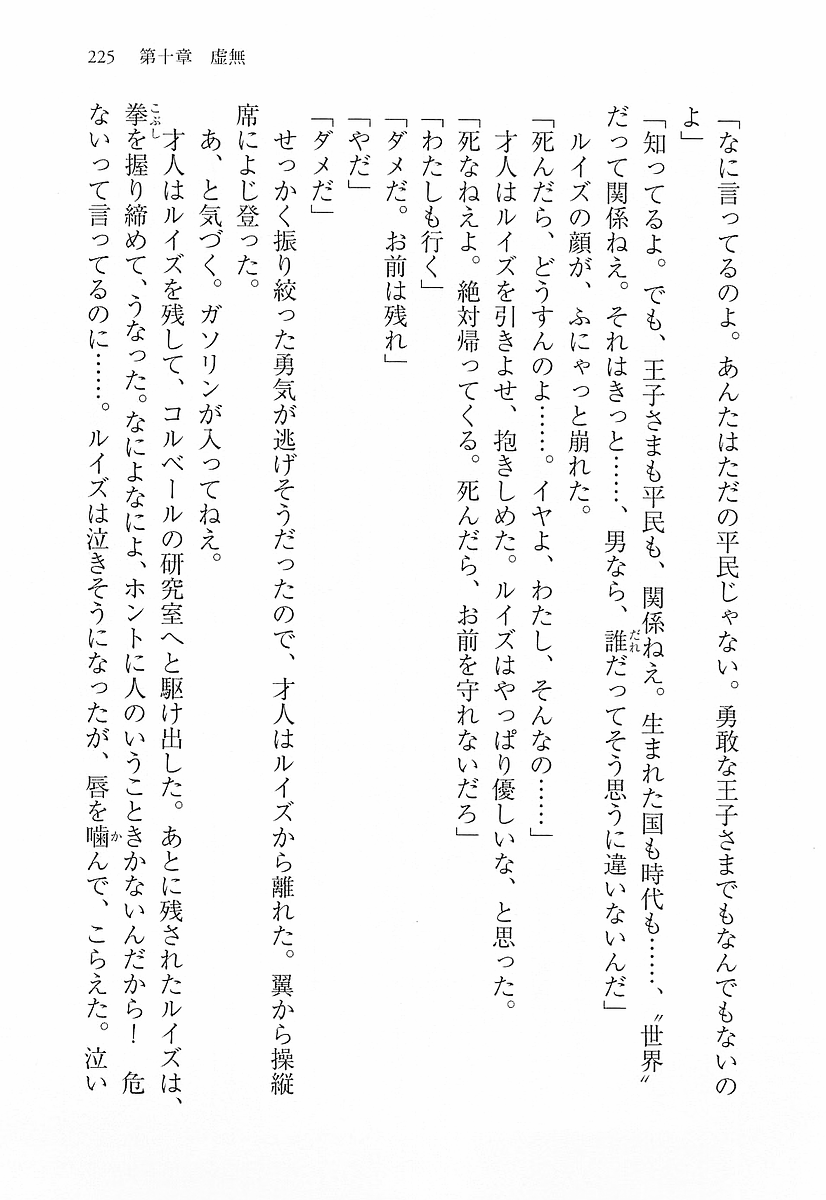 225　第十章　虚無
「なに言ってるのよ。あんたはただの平民じゃない。勇敢な王子さまでもなんでもないの
よ」
「知ってるよ。でも、王子さまも平民も、関係ねえ。生まれた国も時代も……、〝世界〟
だって関係ねえ。それはきっと……、男なら、誰だってそう思うに違いないんだ」
　ルイズの顔が、ふにゃっと崩れた。
「死んだら、どうすんのよ……。イヤよ、わたし、そんなの……」
　才人はルイズを引きよせ、抱きしめた。ルイズはやっぱり優しいな、と思った。
「死なねえよ。絶対帰ってくる。死んだら、お前を守れないだろ」
「わたしも行く」
「ダメだ。お前は残れ」
「やだ」
「ダメだ」
　せっかく振り絞った勇気が逃げそうだったので、才人はルイズから離れた。翼から操縦
席によじ登った。
　あ、と気づく。ガソリンが入ってねえ。
　才人はルイズを残して、コルベールの研究室へと駆け出した。あとに残されたルイズは、
拳を握り締めて、うなった。なによなによ、ホントに人のいうこときかないんだから！　危
ないって言ってるのに……。ルイズは泣きそうになったが、唇を噛んで、こらえた。泣い